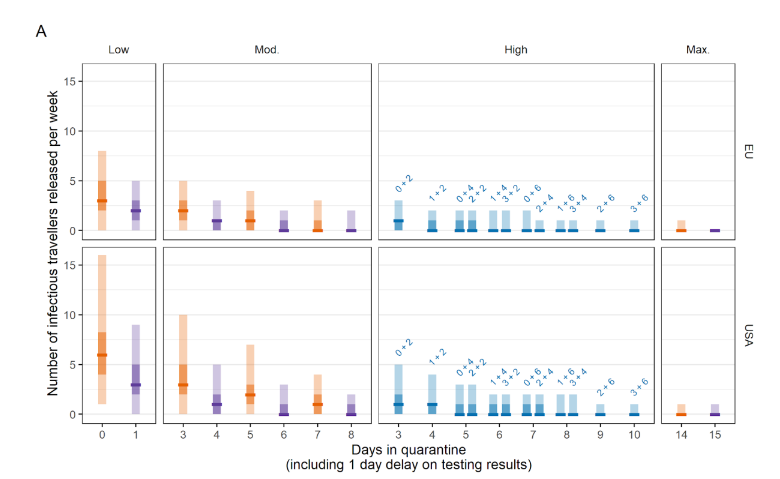 A
Low Mod. High Max.
15
10
5
0
EU
0 + 2 1 + 2 0 + 4 2 + 2 1 + 4 3 + 2 0 + 6 2 + 4 1 + 6 3 + 4 2 + 6 3 + 6
15
10
5
0
USA
0 + 2 1 + 2 0 + 4 2 + 2 1 + 4 3 + 2 0 + 6 2 + 4 1 + 6 3 + 4 2 + 6 3 + 6
Number of infectious travellers released per week
0 1 3 4 5 6 7 8 3 4 5 6 7 8 9 10 14 15
Days in quarantine
(including 1 day delay on testing results)